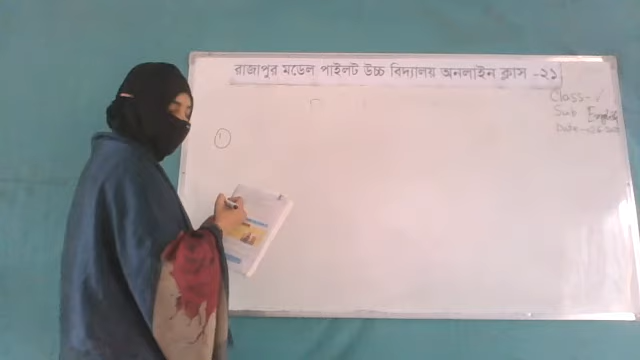 রাজাপুর মডেল পাইলট উচ্চ বিদ্যালয় অনলাইন ক্লাস -২১
Class-
Sub English
Date-
1